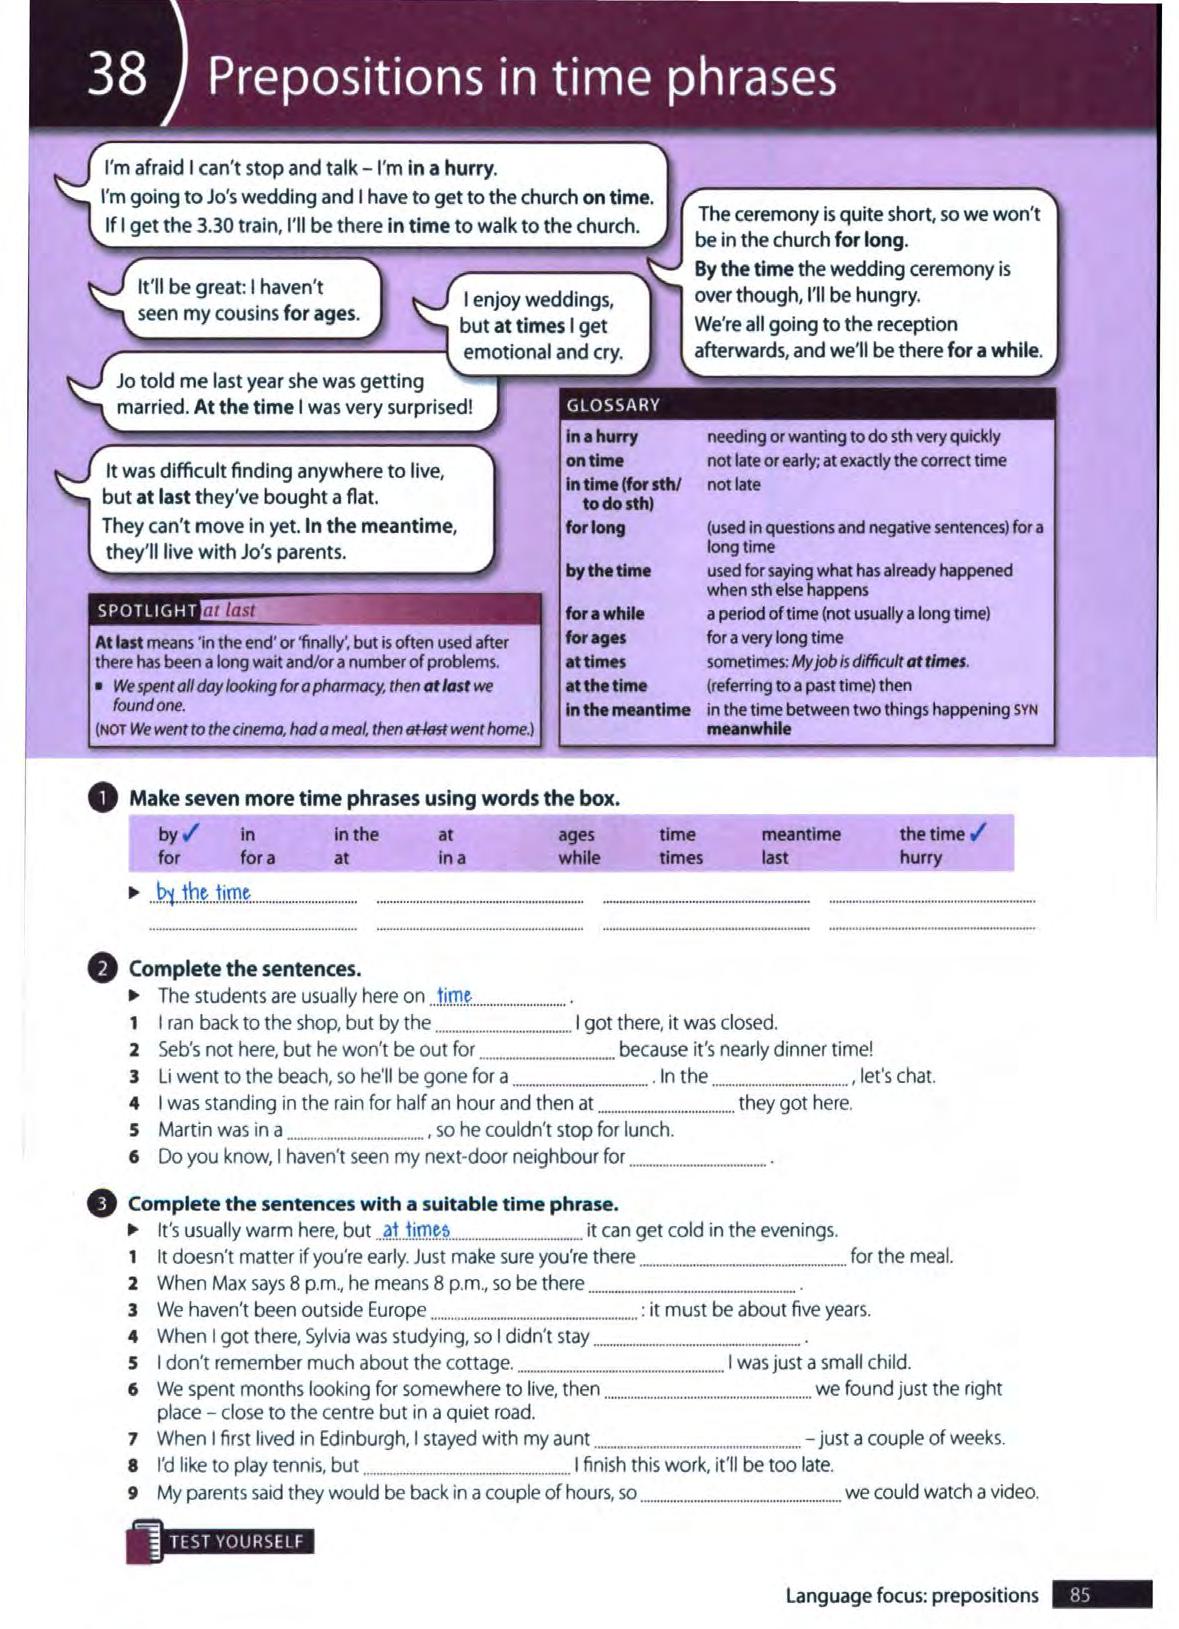 38
Prepositions in time phrases
I'm afraid I can't stop and talk – I'm in a hurry.
I'm going to Jo's wedding and I have to get to the church on time.
If I get the 3.30 train, I'll be there in time to walk to the church.
The ceremony is quite short, so we won't
be in the church for long.
By the time the wedding ceremony is
over though, I'll be hungry.
We're all going to the reception
afterwards, and we'll be there for a while.
It'll be great: I haven't
seen my cousins for ages.
I enjoy weddings,
but at times I get
emotional and cry.
Jo told me last year she was getting
married. At the time I was very surprised!
It was difficult finding anywhere to live,
but at last they've bought a flat.
They can't move in yet. In the meantime,
they'll live with Jo's parents.
SPOTLIGHT at last
At last means 'in the end' or 'finally', but is often used after
there has been a long wait and/or a number of problems.
▪ We spent all day looking for a pharmacy, then at last we
found one.
(NOT We went to the cinema, had a meal, then at last went home.)
GLOSSARY
in a hurry needing or wanting to do sth very quickly
on time not late or early; at exactly the correct time
in time (for sth/ not late
to do sth)
for long (used in questions and negative sentences) for a
long time
by the time used for saying what has already happened
when sth else happens
for a while a period of time (not usually a long time)
for ages for a very long time
at times sometimes: My job is difficult at times.
at the time (referring to a past time) then
in the meantime in the time between two things happening SYN
meanwhile
1 Make seven more time phrases using words the box.
by ✓ in in the at ages time meantime the time ✓
for for a at in a while times last hurry
► by the time
2 Complete the sentences.
► The students are usually here on time .
1 I ran back to the shop, but by the ............ I got there, it was closed.
2 Seb's not here, but he won't be out for ............ because it's nearly dinner time!
3 Li went to the beach, so he'll be gone for a ............ . In the ............ , let's chat.
4 I was standing in the rain for half an hour and then at ............ they got here.
5 Martin was in a ............ , so he couldn't stop for lunch.
6 Do you know, I haven't seen my next-door neighbour for ............ .
3 Complete the sentences with a suitable time phrase.
► It's usually warm here, but at times ............ it can get cold in the evenings.
1 It doesn't matter if you're early. Just make sure you're there ............ for the meal.
2 When Max says 8 p.m., he means 8 p.m., so be there ............ .
3 We haven't been outside Europe ............ : it must be about five years.
4 When I got there, Sylvia was studying, so I didn't stay ............ .
5 I don't remember much about the cottage. ............ I was just a small child.
6 We spent months looking for somewhere to live, then ............ we found just the right
place – close to the centre but in a quiet road.
7 When I first lived in Edinburgh, I stayed with my aunt ............ – just a couple of weeks.
8 I'd like to play tennis, but ............ I finish this work, it'll be too late.
9 My parents said they would be back in a couple of hours, so ............ we could watch a video.
TEST YOURSELF
Language focus: prepositions 85